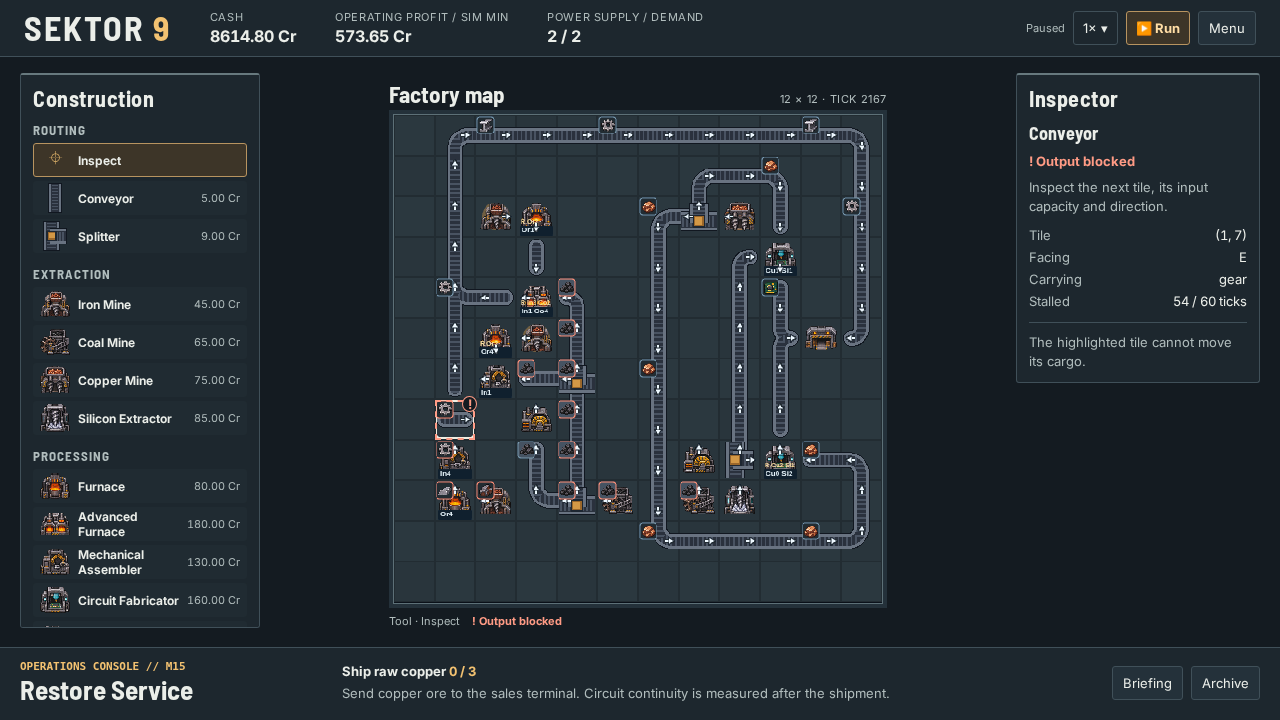 SEKTOR 9
CASH
8614.80 Cr
OPERATING PROFIT / SIM MIN
573.65 Cr
POWER SUPPLY / DEMAND
2 / 2
Paused
1× ▾
Run
Menu
Construction
ROUTING
Inspect
Conveyor 5.00 Cr
Splitter 9.00 Cr
EXTRACTION
Iron Mine 45.00 Cr
Coal Mine 65.00 Cr
Copper Mine 75.00 Cr
Silicon Extractor 85.00 Cr
PROCESSING
Furnace 80.00 Cr
Advanced Furnace 180.00 Cr
Mechanical Assembler 130.00 Cr
Circuit Fabricator 160.00 Cr
Factory map
12 × 12 · TICK 2167
In1 Co4
In1
In4
Or4
Tool · Inspect ! Output blocked
Inspector
Conveyor
! Output blocked
Inspect the next tile, its input
capacity and direction.
Tile (1, 7)
Facing E
Carrying gear
Stalled 54 / 60 ticks
The highlighted tile cannot move
its cargo.
OPERATIONS CONSOLE // M15
Restore Service
Ship raw copper 0 / 3
Send copper ore to the sales terminal. Circuit continuity is measured after the shipment.
Briefing
Archive